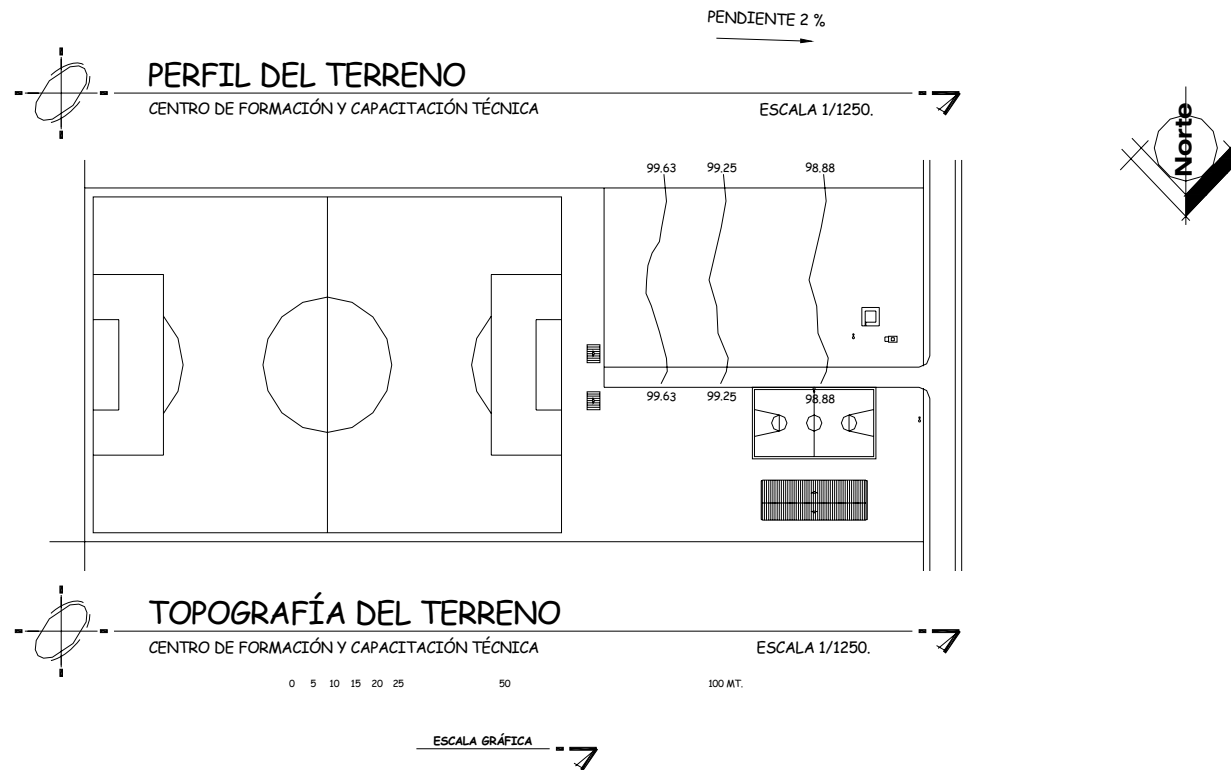 PENDIENTE 2 %
PERFIL DEL TERRENO
CENTRO DE FORMACIÓN Y CAPACITACIÓN TÉCNICA ESCALA 1/1250.
Norte
99.63 99.25 98.88
99.63 99.25 98.88
TOPOGRAFÍA DEL TERRENO
CENTRO DE FORMACIÓN Y CAPACITACIÓN TÉCNICA ESCALA 1/1250.
0 5 10 15 20 25 50 100 MT.
ESCALA GRÁFICA